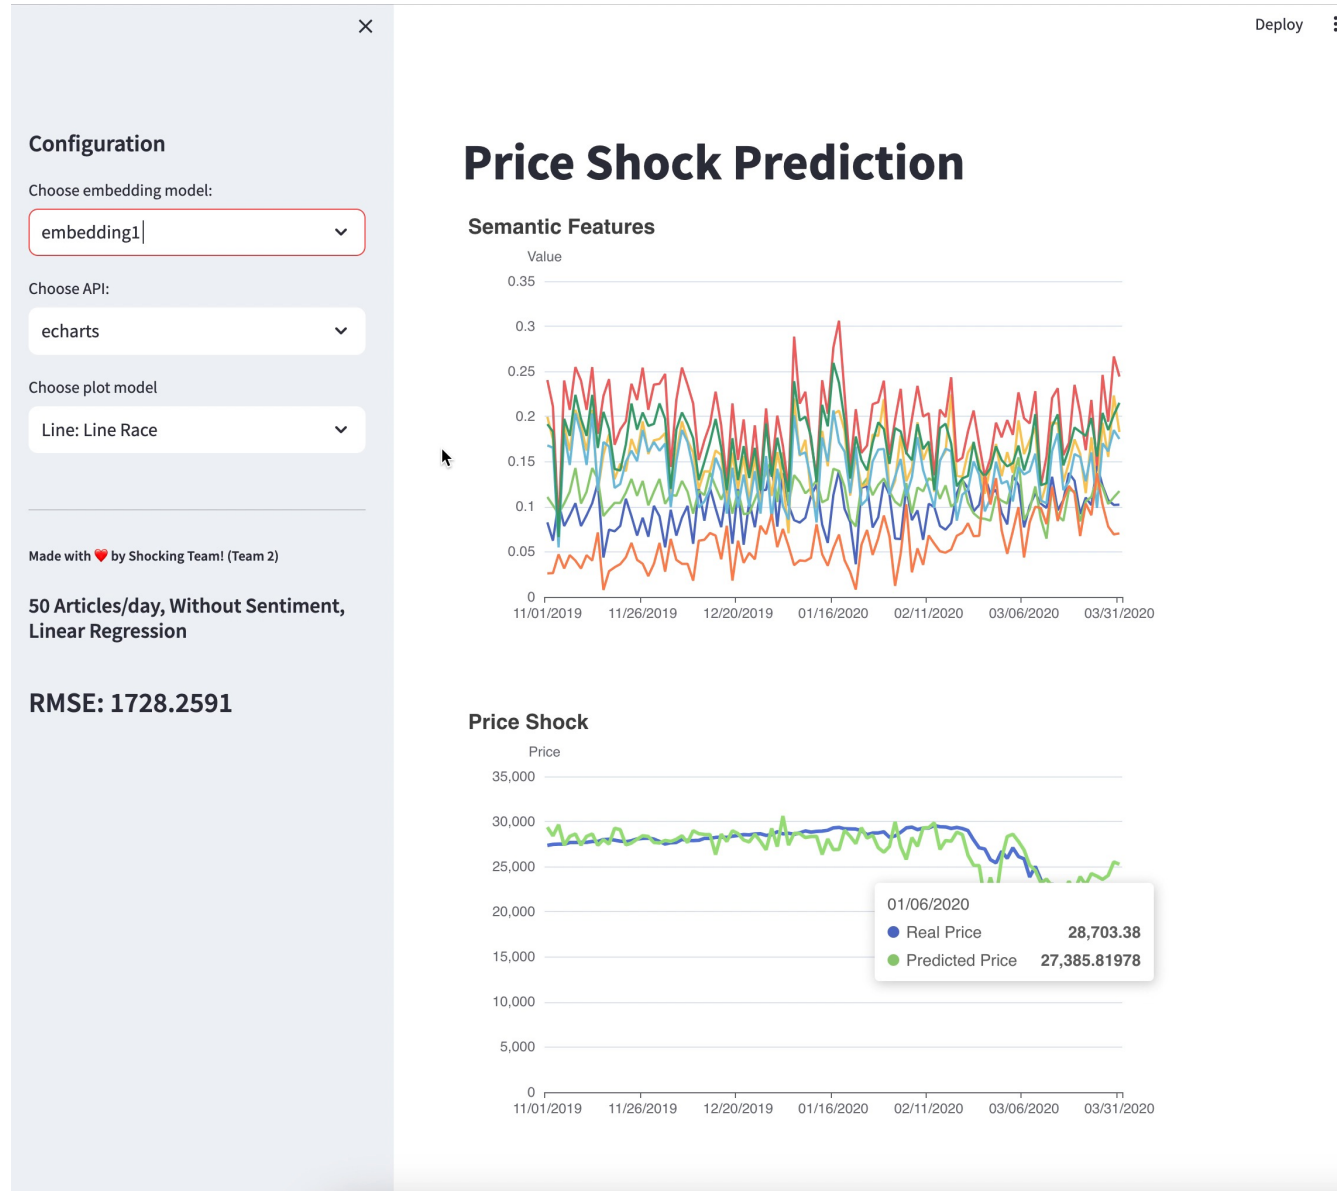 Deploy
Configuration
Choose embedding model:
embedding1
Choose API:
echarts
Choose plot model
Line: Line Race
Made with ❤️ by Shocking Team! (Team 2)
50 Articles/day, Without Sentiment,
Linear Regression
RMSE: 1728.2591
Price Shock Prediction
Semantic Features
Value
0.35
0.3
0.25
0.2
0.15
0.1
0.05
0
11/01/2019 11/26/2019 12/20/2019 01/16/2020 02/11/2020 03/06/2020 03/31/2020
Price Shock
Price
35,000
30,000
25,000
20,000
15,000
10,000
5,000
0
01/06/2020
Real Price 28,703.38
Predicted Price 27,385.81978
11/01/2019 11/26/2019 12/20/2019 01/16/2020 02/11/2020 03/06/2020 03/31/2020